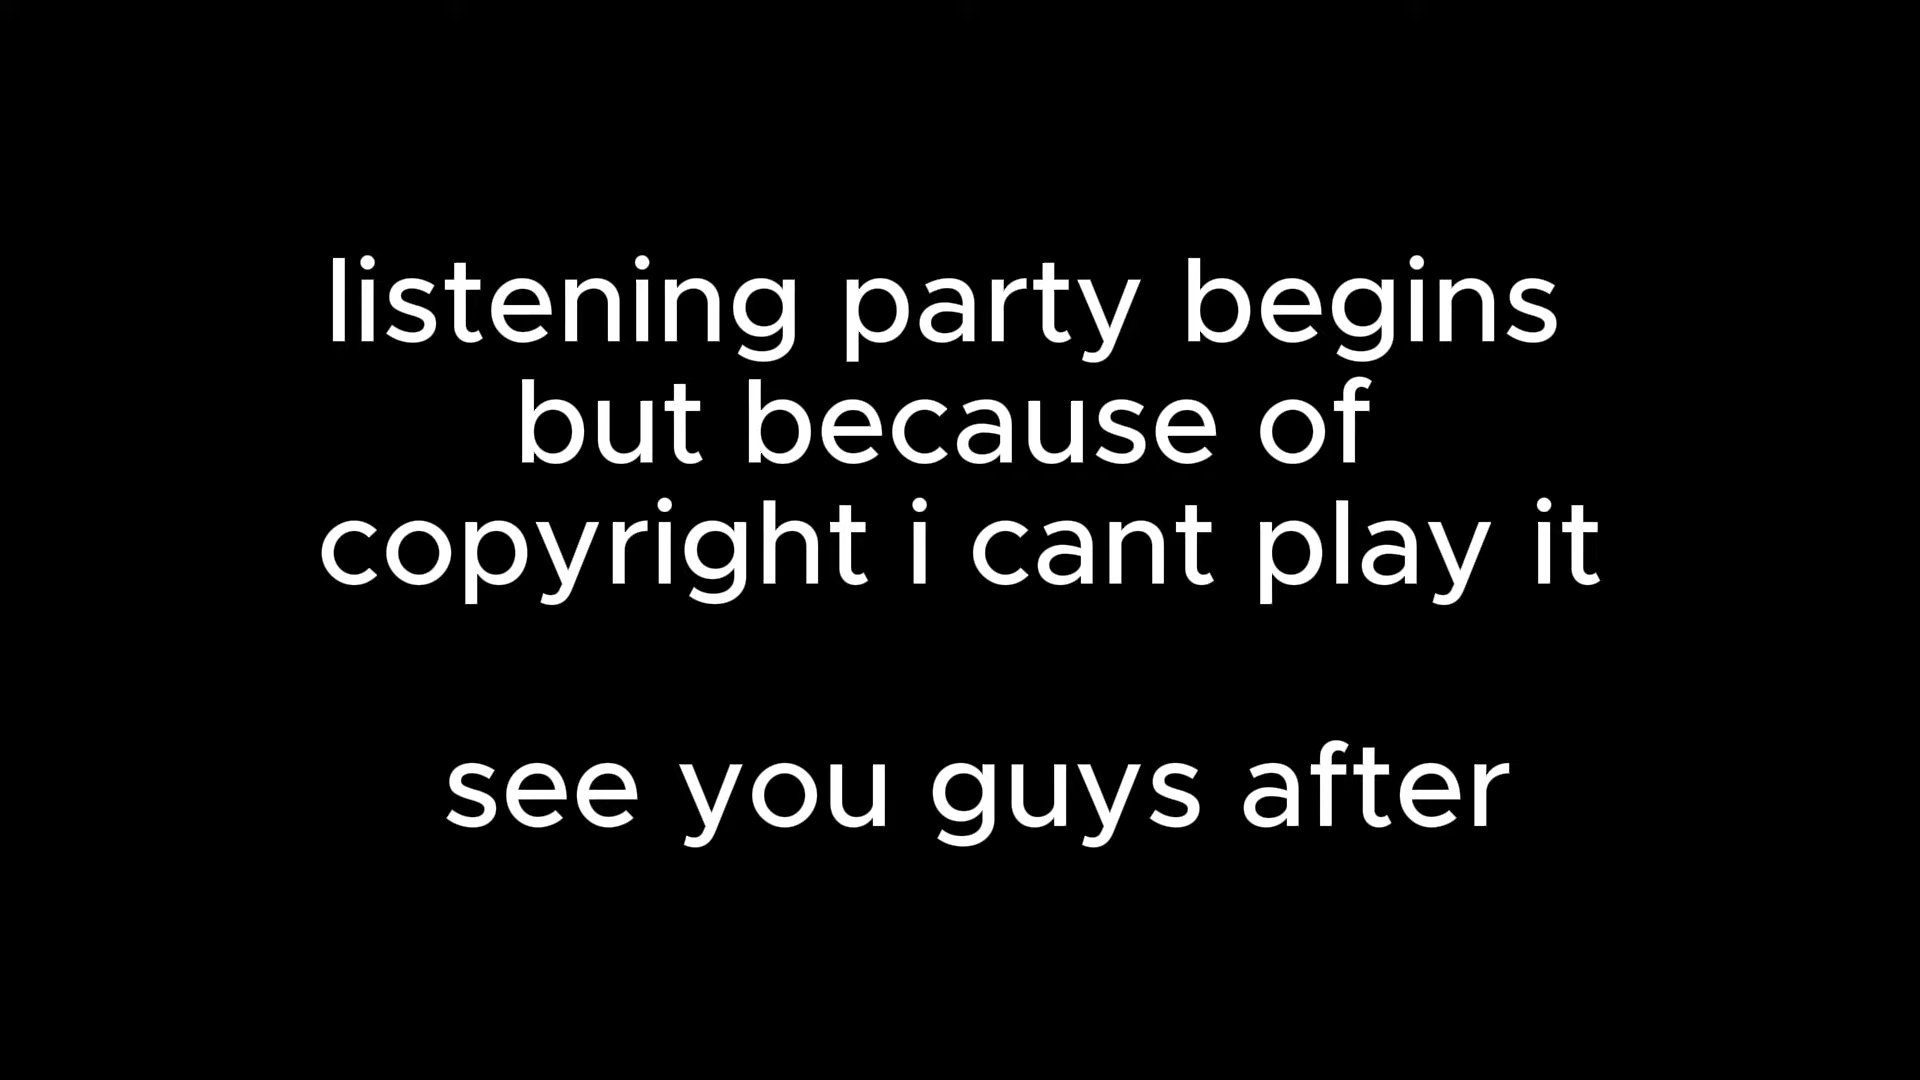 listening party begins
but because of
copyright i cant play it
see you guys after